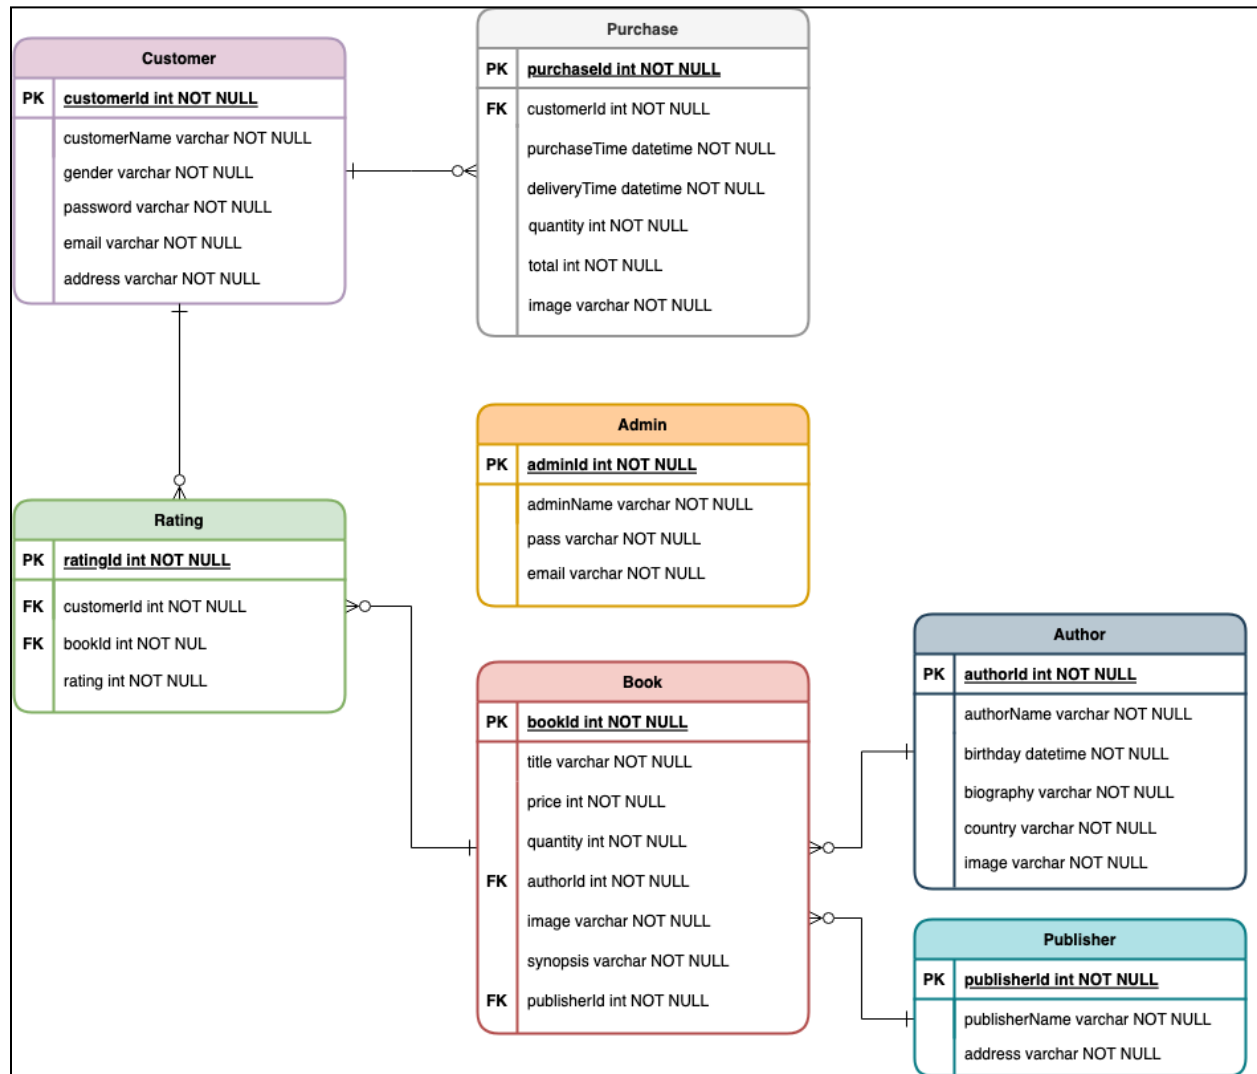 Customer
PK customerId int NOT NULL
customerName varchar NOT NULL
gender varchar NOT NULL
password varchar NOT NULL
email varchar NOT NULL
address varchar NOT NULL
Purchase
PK purchaseId int NOT NULL
FK customerId int NOT NULL
purchaseTime datetime NOT NULL
deliveryTime datetime NOT NULL
quantity int NOT NULL
total int NOT NULL
image varchar NOT NULL
Admin
PK adminId int NOT NULL
adminName varchar NOT NULL
pass varchar NOT NULL
email varchar NOT NULL
Rating
PK ratingId int NOT NULL
FK customerId int NOT NULL
FK bookId int NOT NUL
rating int NOT NULL
Book
PK bookId int NOT NULL
title varchar NOT NULL
price int NOT NULL
quantity int NOT NULL
FK authorId int NOT NULL
image varchar NOT NULL
synopsis varchar NOT NULL
FK publisherId int NOT NULL
Author
PK authorId int NOT NULL
authorName varchar NOT NULL
birthday datetime NOT NULL
biography varchar NOT NULL
country varchar NOT NULL
image varchar NOT NULL
Publisher
PK publisherId int NOT NULL
publisherName varchar NOT NULL
address varchar NOT NULL